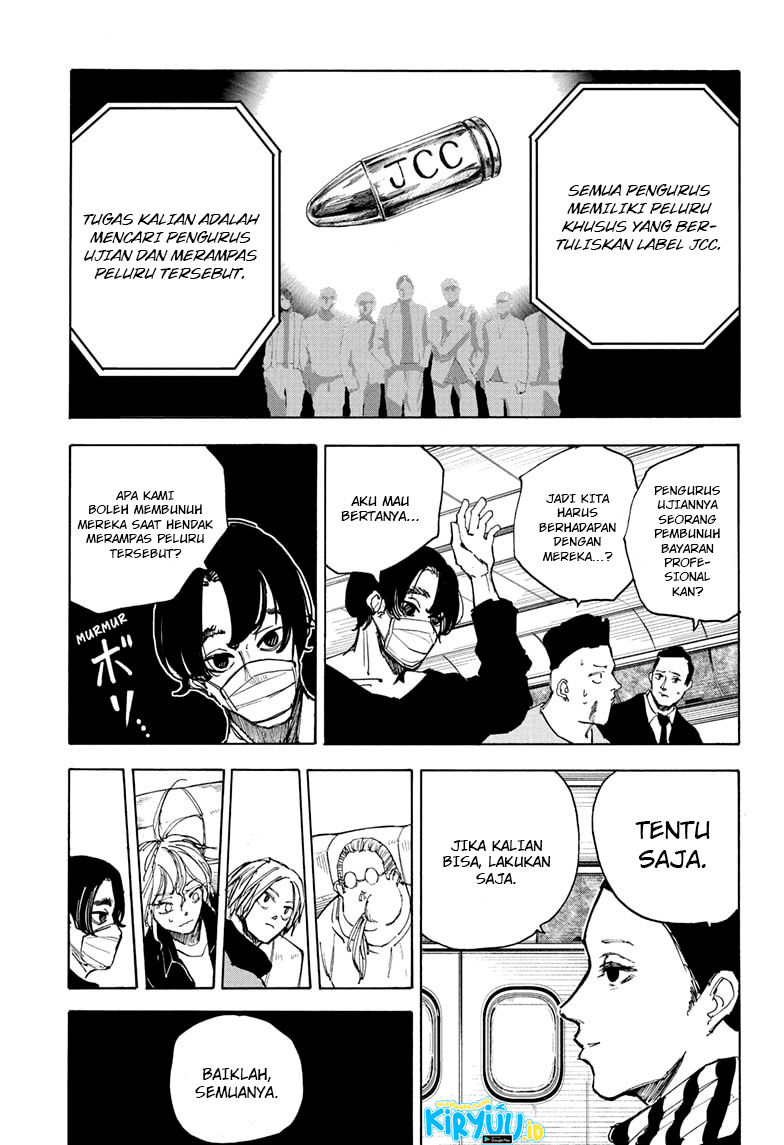 SEMUA PENGURUS
MEMILIKI PELURU
KHUSUS YANG BER-
TULISKAN LABEL JCC.
JCC
TUGAS KALIAN ADALAH
MENCARI PENGURUS
UJIAN DAN MERAMPAS
PELURU TERSEBUT.
PENGURUS
UJIANNYA
SEORANG
PEMBUNUH
BAYARAN
PROFE-
SIONAL
KAN?
JADI KITA
HARUS
BERHADAPAN
DENGAN
MEREKA...?
AKU MAU
BERTANYA...
APA KAMI
BOLEH MEMBUNUH
MEREKA SAAT HENDAK
MERAMPAS PELURU
TERSEBUT?
MURMUR
ボソ...
TENTU
SAJA.
JIKA KALIAN
BISA, LAKUKAN
SAJA.
BAIKLAH,
SEMUANYA.
KIRYUU.ID